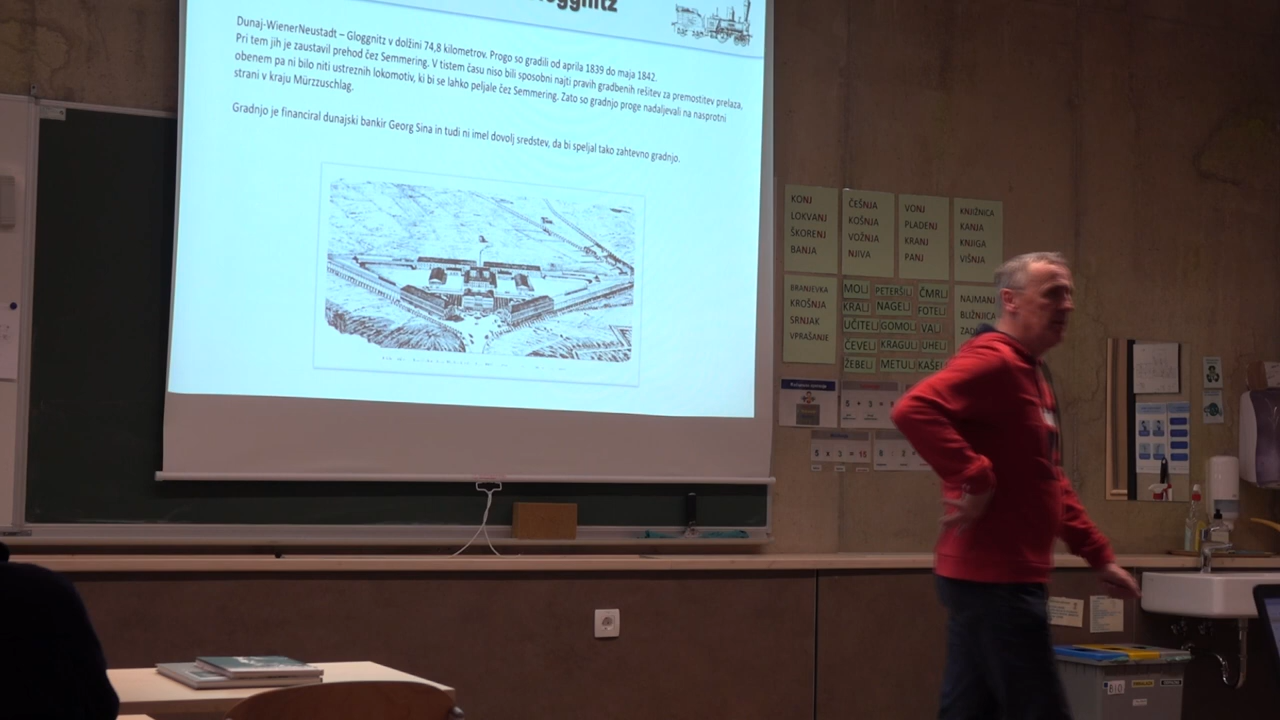 Gloggnitz
Dunaj-WienerNeustadt – Gloggnitz v dolžini 74,8 kilometrov. Progo so gradili od aprila 1839 do maja 1842.
Pri tem jih je zaustavil prehod čez Semmering. V tistem času niso bili sposobni najti pravih gradbenih rešitev za premostitev prelaza,
obenem pa ni bilo niti ustreznih lokomotiv, ki bi se lahko peljale čez Semmering. Zato so gradnjo proge nadaljevali na nasprotni
strani v kraju Mürzzuschlag.
Gradnjo je financiral dunajski bankir Georg Sina in tudi ni imel dovolj sredstev, da bi speljal tako zahtevno gradnjo.
KONJ
LOKVANJ
ŠKORENJ
BANJA
ČEŠNJA
KOŠNJA
VOŽNJA
NJIVA
VONJ
PLADENJ
KRANJ
PANJ
KNJIŽNICA
KANJA
KNJIGA
VIŠNJA
BRANJEVKA
KROŠNJA
SRNJAK
VPRAŠANJE
MOLJ PETERŠILJ ČMRLJ
KRALJ NAGELJ FOTELJ
UČITELJ GOMOLJ VALJ
ČEVELJ KRAGULJ UHELJ
ŽEBELJ METULJ KAŠELJ
NAJMANJ
BLIŽNJICA
5 x 3 = 15
BIO